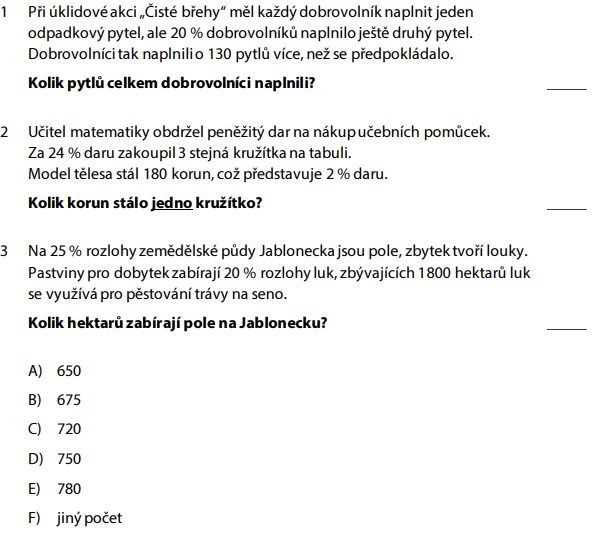 1 Při úklidové akci „Čisté břehy“ měl každý dobrovolník naplnit jeden
odpadkový pytel, ale 20 % dobrovolníků naplnilo ještě druhý pytel.
Dobrovolníci tak naplnili o 130 pytlů více, než se předpokládalo.
Kolik pytlů celkem dobrovolníci naplnili?
2 Učitel matematiky obdržel peněžitý dar na nákup učebních pomůcek.
Za 24 % daru zakoupil 3 stejná kružítka na tabuli.
Model tělesa stál 180 korun, což představuje 2 % daru.
Kolik korun stálo jedno kružítko?
3 Na 25 % rozlohy zemědělské půdy Jablonecka jsou pole, zbytek tvoří louky.
Pastviny pro dobytek zabírají 20 % rozlohy luk, zbývajících 1 800 hektarů luk
se využívá pro pěstování trávy na seno.
Kolik hektarů zabírají pole na Jablonecku?
A) 650
B) 675
C) 720
D) 750
E) 780
F) jiný počet